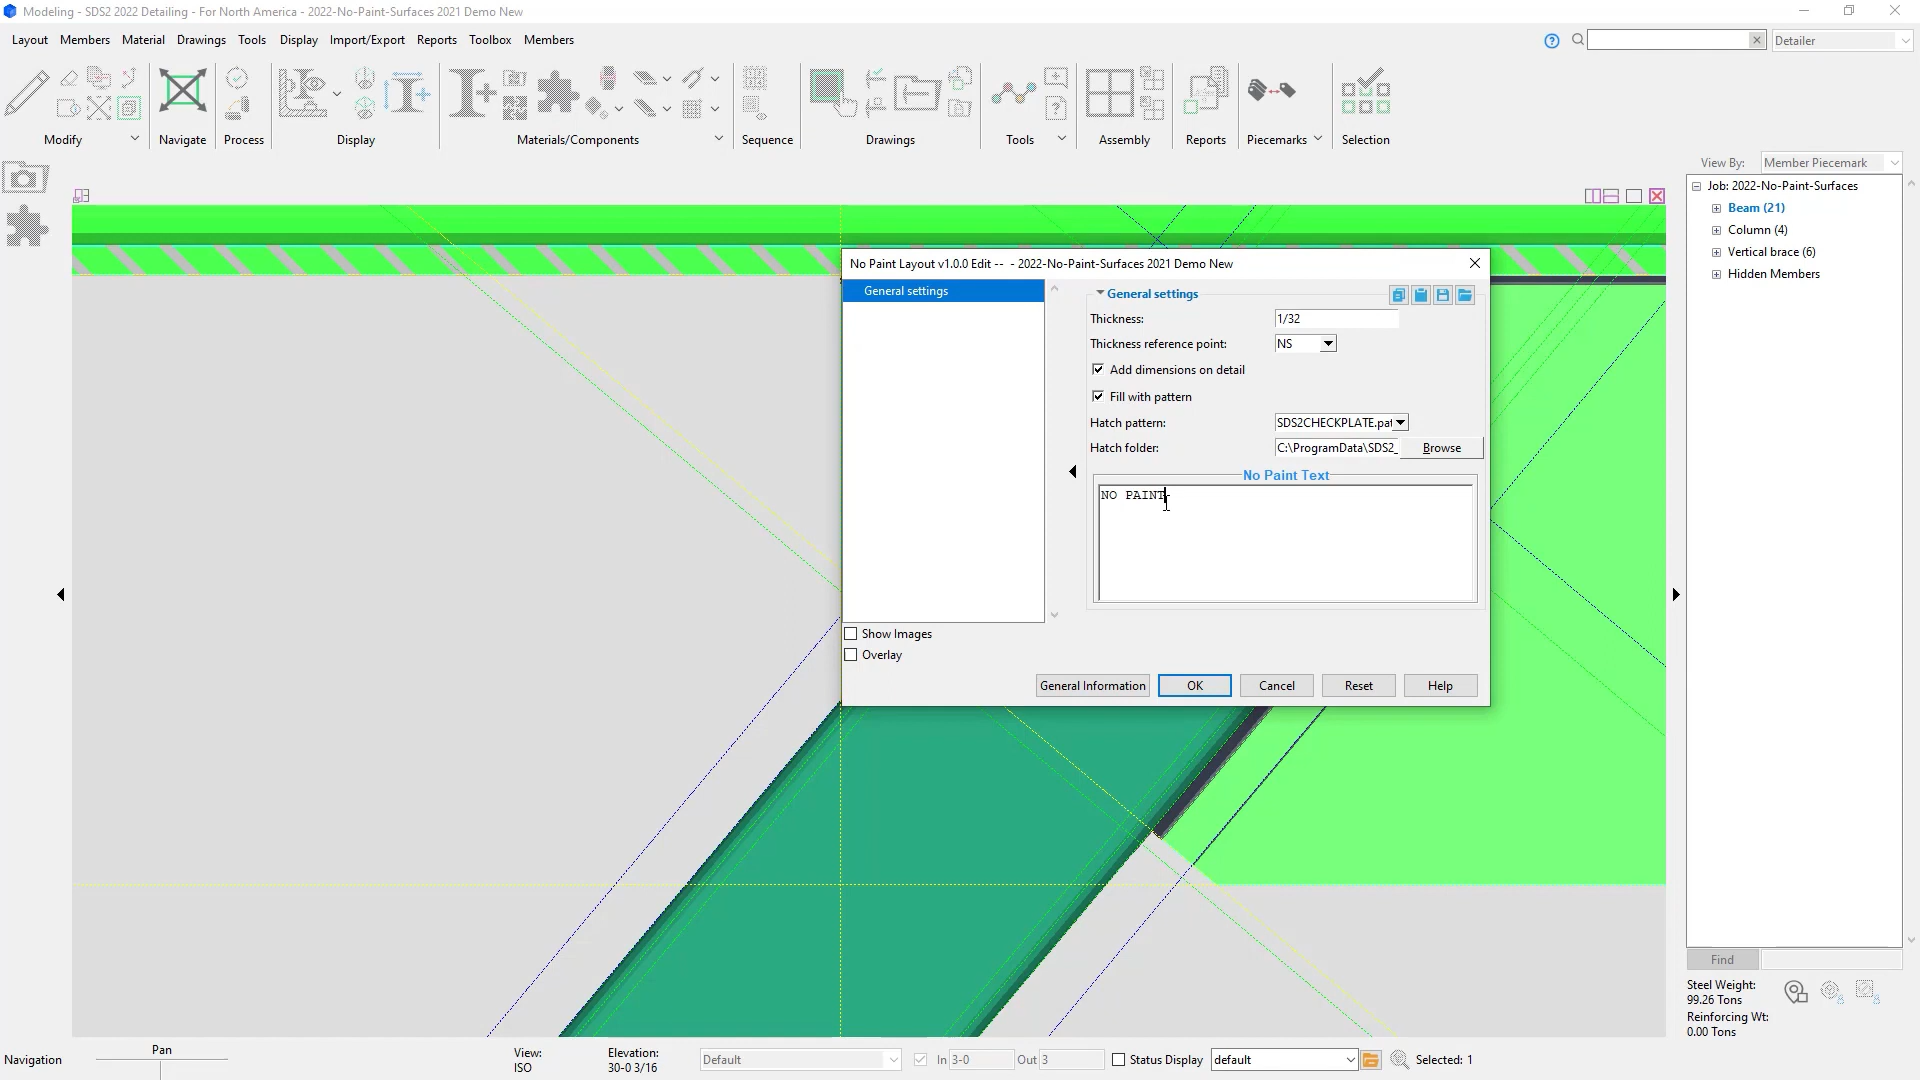 Modeling - SDS2 2022 Detailing - For North America - 2022-No-Paint-Surfaces 2021 Demo New
Layout Members Material Drawings Tools Display Import/Export Reports Toolbox Members
Detailer
Modify Navigate Process Display Materials/Components Sequence Drawings Tools Assembly Reports Piecemarks Selection
View By: Member Piecemark
Job: 2022-No-Paint-Surfaces
Beam (21)
Column (4)
Vertical brace (6)
Hidden Members
No Paint Layout v1.0.0 Edit -- - 2022-No-Paint-Surfaces 2021 Demo New
General settings
General settings
Thickness: 1/32
Thickness reference point: NS
Add dimensions on detail
Fill with pattern
Hatch pattern: SDS2CHECKPLATE.pat
Hatch folder: C:\ProgramData\SDS2_ Browse
No Paint Text
NO PAINT
Show Images
Overlay
General Information OK Cancel Reset Help
Find
Steel Weight:
99.26 Tons
Reinforcing Wt:
0.00 Tons
Navigation Pan
View:
ISO
Elevation:
30-0 3/16
Default In 3-0 Out 3 Status Display default Selected: 1